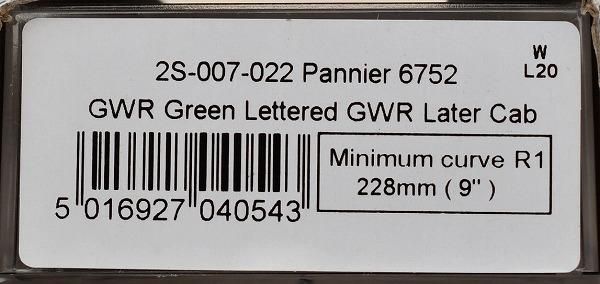 W
L20
2S-007-022 Pannier 6752
GWR Green Lettered GWR Later Cab
Minimum curve R1
228mm ( 9" )
5 016927 040543